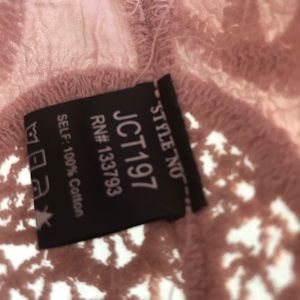 STYLE NO
JCT197
RN# 133793
SELF: 100% Cotton